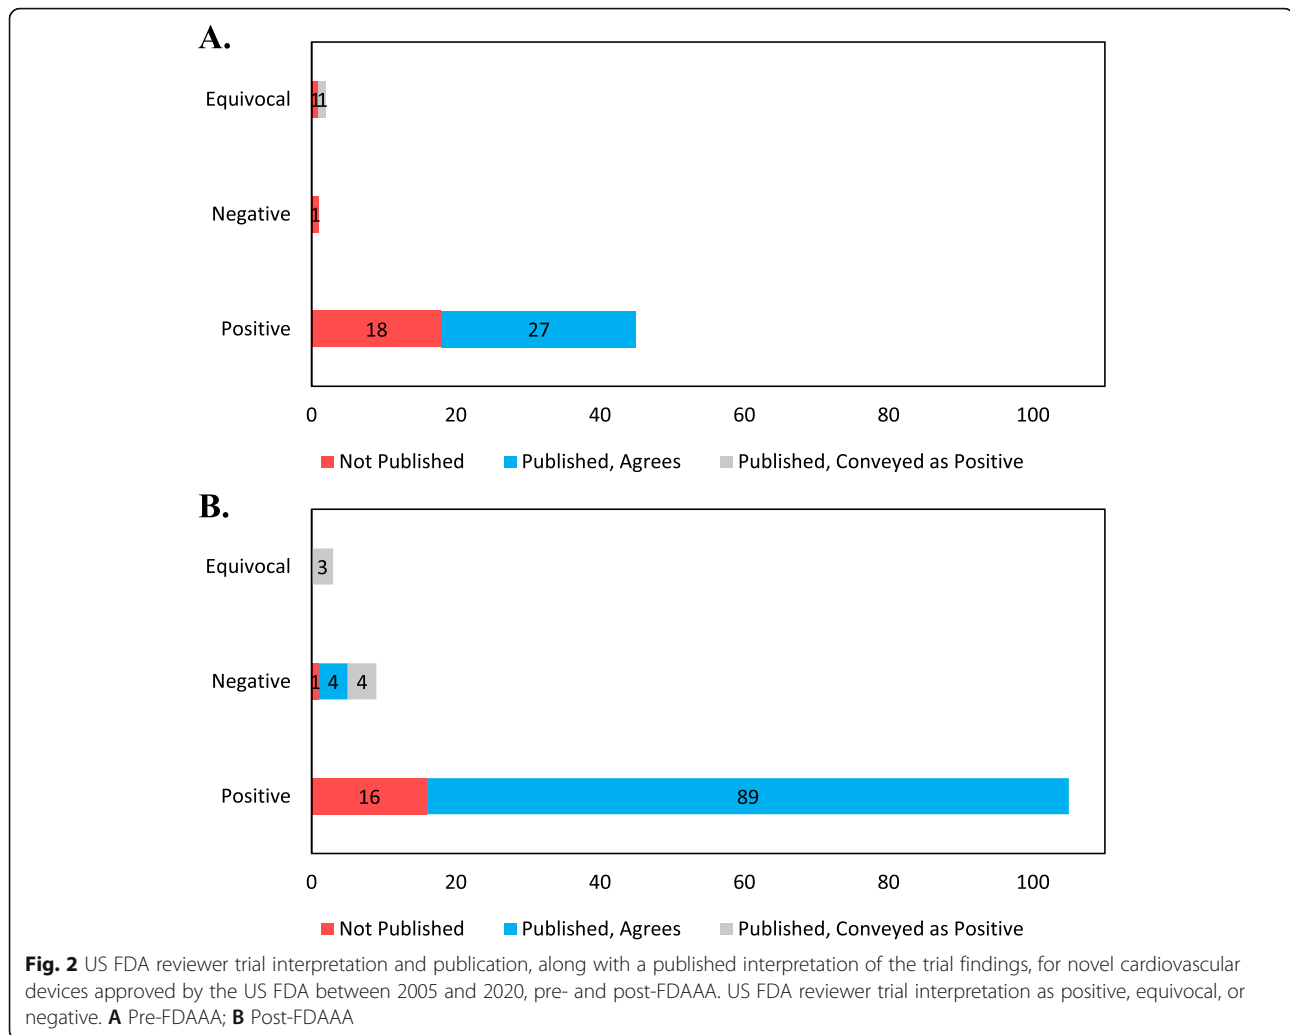 A.
Equivocal
11
Negative
1
Positive
18 27
0 20 40 60 80 100
Not Published Published, Agrees Published, Conveyed as Positive
B.
Equivocal
3
Negative
1 4 4
Positive
16 89
0 20 40 60 80 100
Not Published Published, Agrees Published, Conveyed as Positive
Fig. 2 US FDA reviewer trial interpretation and publication, along with a published interpretation of the trial findings, for novel cardiovascular
devices approved by the US FDA between 2005 and 2020, pre- and post-FDAAA. US FDA reviewer trial interpretation as positive, equivocal, or
negative. A Pre-FDAAA; B Post-FDAAA